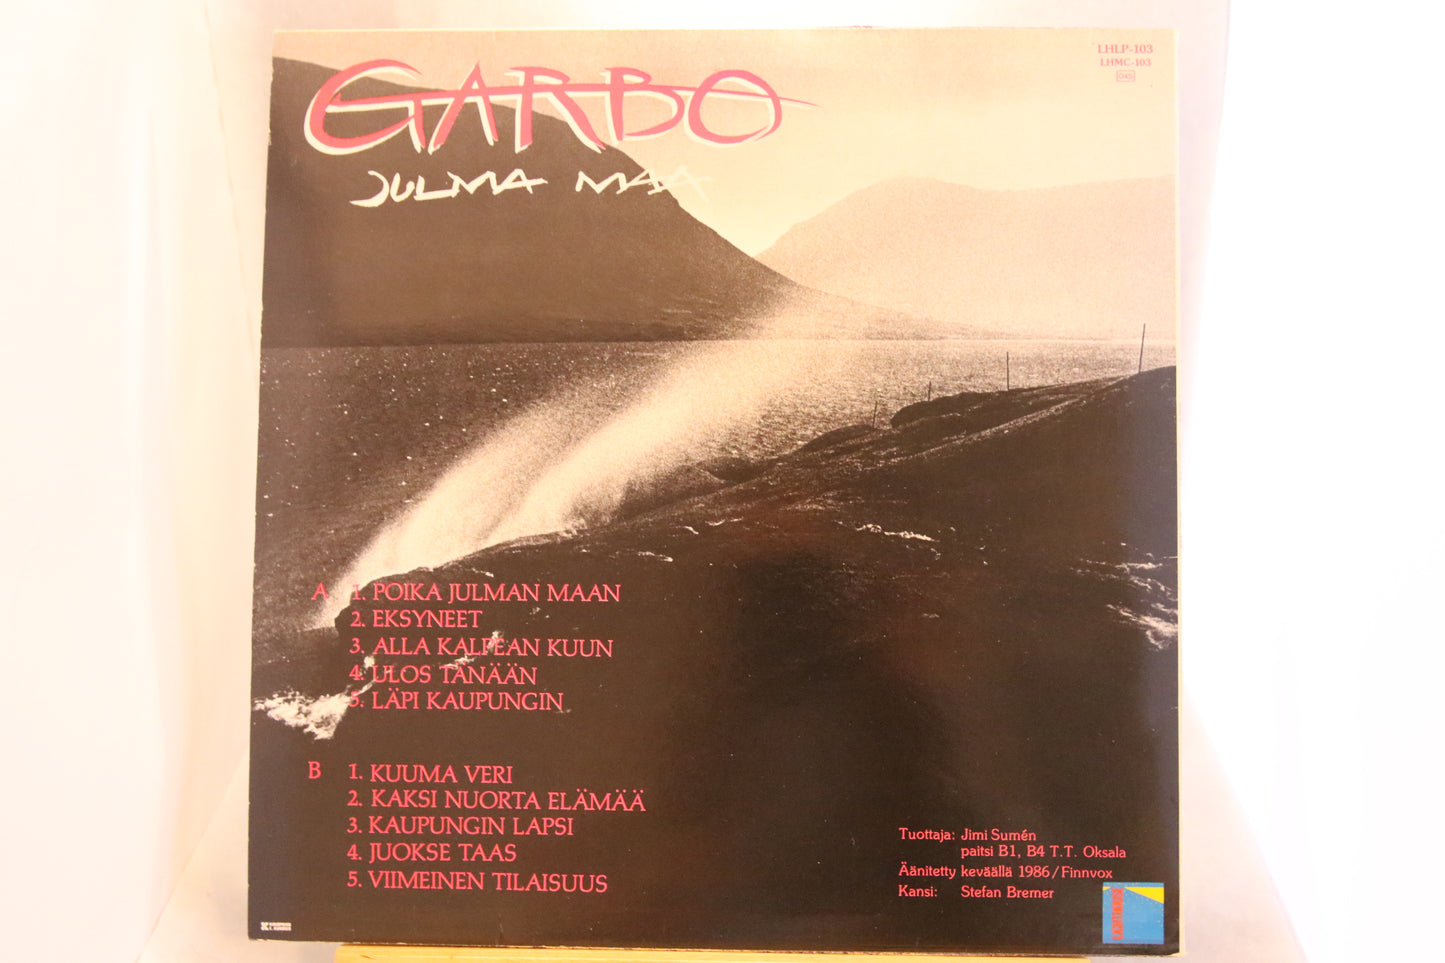 GARBO
JULMA MAA
LHLP-103
LHMC-103
A 1. POIKA JULMAN MAAN
2. EKSYNEET
3. ALLA KALPEAN KUUN
4. ULOS TÄNÄÄN
5. LÄPI KAUPUNGIN
B 1. KUUMA VERI
2. KAKSI NUORTA ELÄMÄÄ
3. KAUPUNGIN LAPSI
4. JUOKSE TAAS
5. VIIMEINEN TILAISUUS
Tuottaja: Jimi Sumén
paitsi B1, B4 T.T. Oksala
Äänitetty keväällä 1986/Finnvox
Kansi: Stefan Bremer